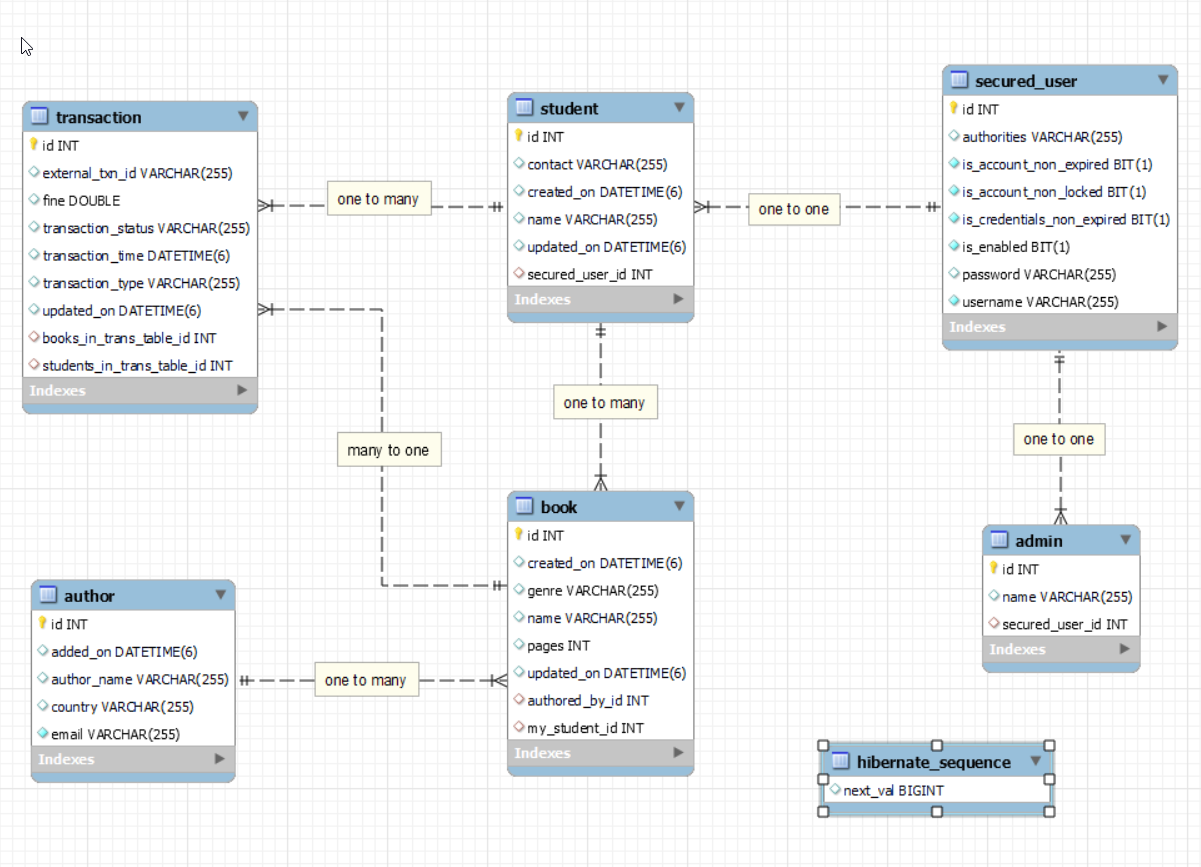 transaction
id INT
external_txn_id VARCHAR(255)
fine DOUBLE
transaction_status VARCHAR(255)
transaction_time DATETIME(6)
transaction_type VARCHAR(255)
updated_on DATETIME(6)
books_in_trans_table_id INT
students_in_trans_table_id INT
Indexes
one to many
student
id INT
contact VARCHAR(255)
created_on DATETIME(6)
name VARCHAR(255)
updated_on DATETIME(6)
secured_user_id INT
Indexes
one to one
secured_user
id INT
authorities VARCHAR(255)
is_account_non_expired BIT(1)
is_account_non_locked BIT(1)
is_credentials_non_expired BIT(1)
is_enabled BIT(1)
password VARCHAR(255)
username VARCHAR(255)
Indexes
one to many
many to one
one to one
author
id INT
added_on DATETIME(6)
author_name VARCHAR(255)
country VARCHAR(255)
email VARCHAR(255)
Indexes
one to many
book
id INT
created_on DATETIME(6)
genre VARCHAR(255)
name VARCHAR(255)
pages INT
updated_on DATETIME(6)
authored_by_id INT
my_student_id INT
Indexes
admin
id INT
name VARCHAR(255)
secured_user_id INT
Indexes
hibernate_sequence
next_val BIGINT